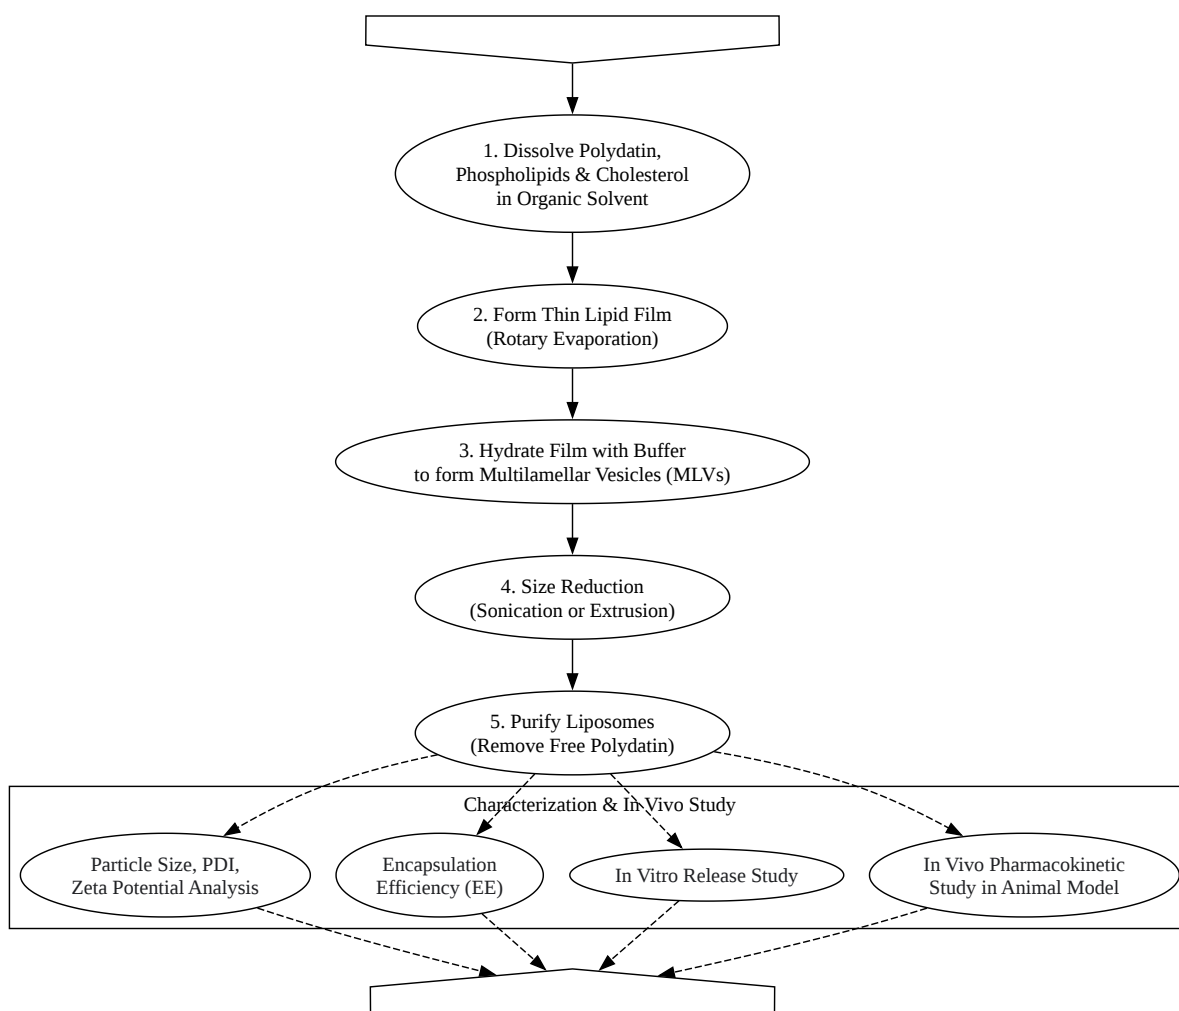 1. Dissolve Polydatin,
Phospholipids & Cholesterol
in Organic Solvent
2. Form Thin Lipid Film
(Rotary Evaporation)
3. Hydrate Film with Buffer
to form Multilamellar Vesicles (MLVs)
4. Size Reduction
(Sonication or Extrusion)
5. Purify Liposomes
(Remove Free Polydatin)
Characterization & In Vivo Study
Particle Size, PDI,
Zeta Potential Analysis
Encapsulation
Efficiency (EE)
In Vitro Release Study
In Vivo Pharmacokinetic
Study in Animal Model